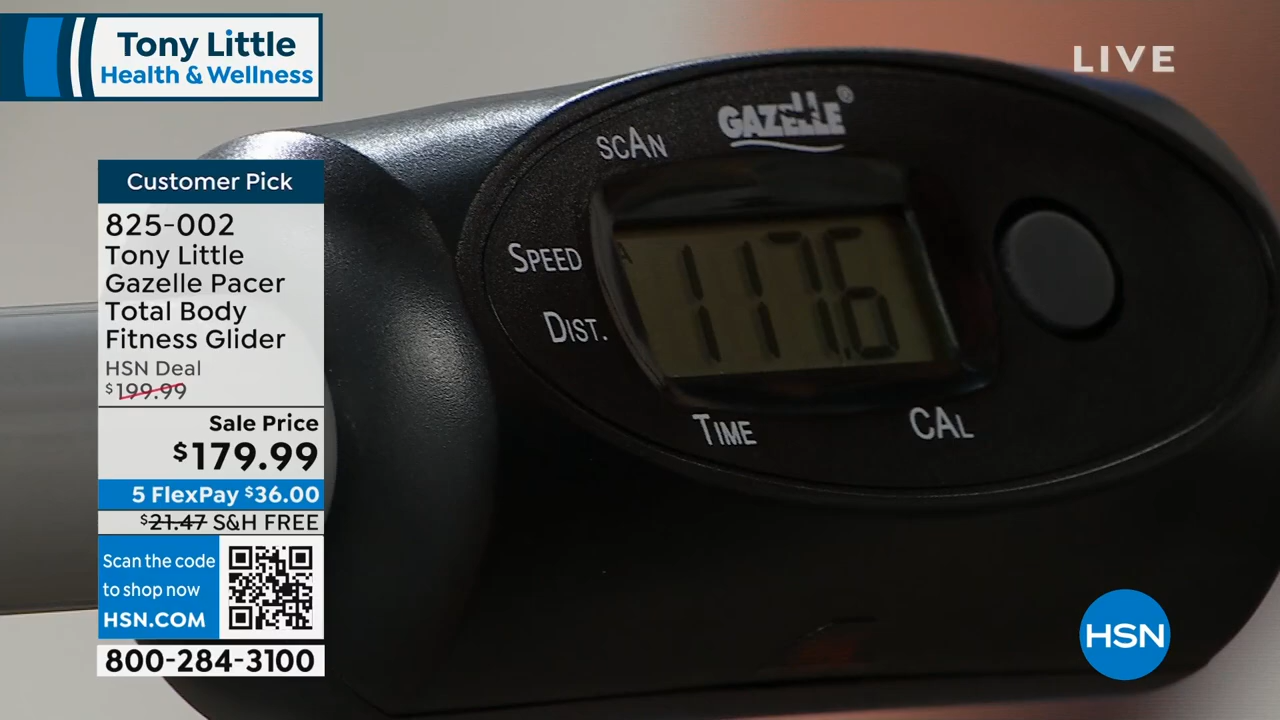 Tony Little
Health & Wellness
LIVE
Customer Pick
825-002
Tony Little
Gazelle Pacer
Total Body
Fitness Glider
HSN Deal
$199.99
Sale Price
$179.99
5 FlexPay $36.00
$21.47 S&H FREE
Scan the code
to shop now
HSN.COM
800-284-3100
GAZELLE®
SCAN
SPEED
DIST.
117.6
TIME
CAL
HSN